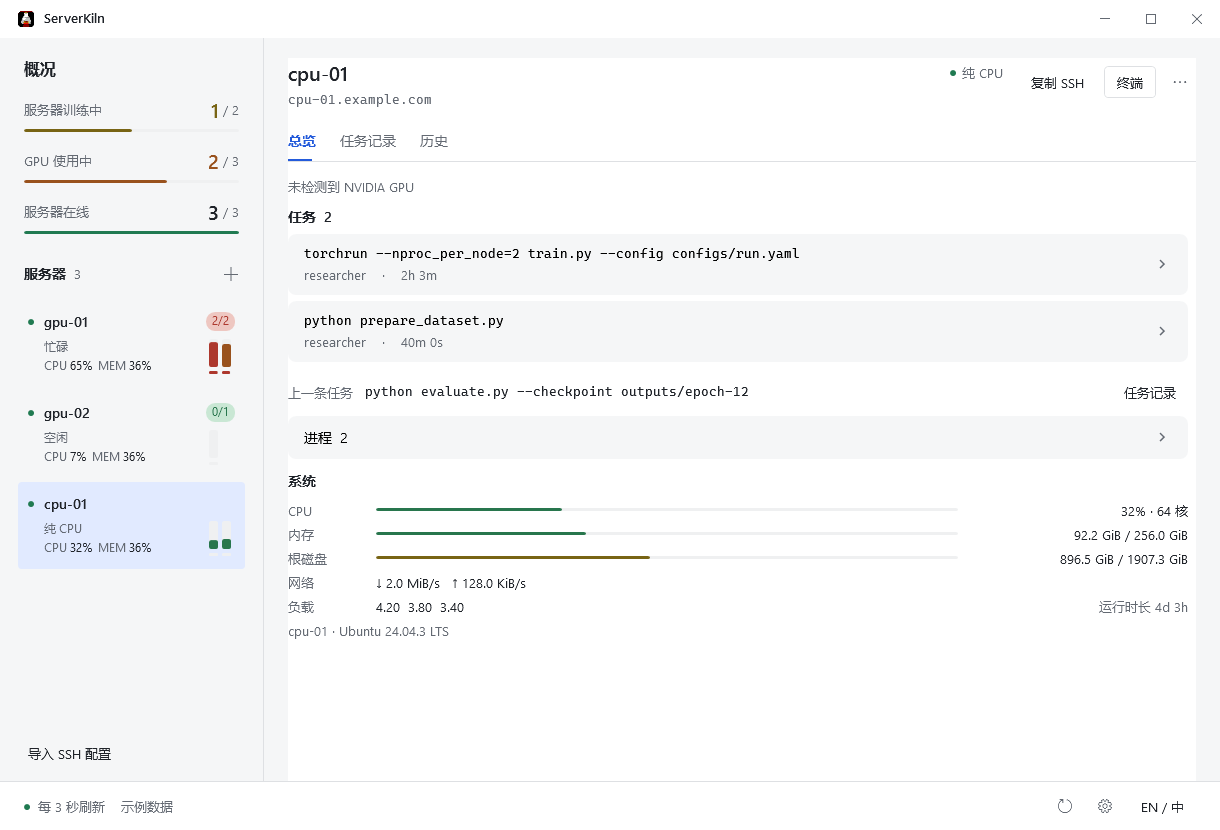 ServerKiln
概况
服务器训练中 1 / 2
GPU 使用中 2 / 3
服务器在线 3 / 3
服务器 3
gpu-01 2/2
忙碌
CPU 65% MEM 36%
gpu-02 0/1
空闲
CPU 7% MEM 36%
cpu-01
纯 CPU
CPU 32% MEM 36%
导入 SSH 配置
cpu-01
cpu-01.example.com
纯 CPU
复制 SSH
终端
总览 任务记录 历史
未检测到 NVIDIA GPU
任务 2
torchrun --nproc_per_node=2 train.py --config configs/run.yaml
researcher · 2h 3m
python prepare_dataset.py
researcher · 40m 0s
上一条任务 python evaluate.py --checkpoint outputs/epoch-12 任务记录
进程 2
系统
CPU 32% · 64 核
内存 92.2 GiB / 256.0 GiB
根磁盘 896.5 GiB / 1907.3 GiB
网络 ↓ 2.0 MiB/s ↑ 128.0 KiB/s
负载 4.20 3.80 3.40 运行时长 4d 3h
cpu-01 · Ubuntu 24.04.3 LTS
每 3 秒刷新 示例数据 EN / 中